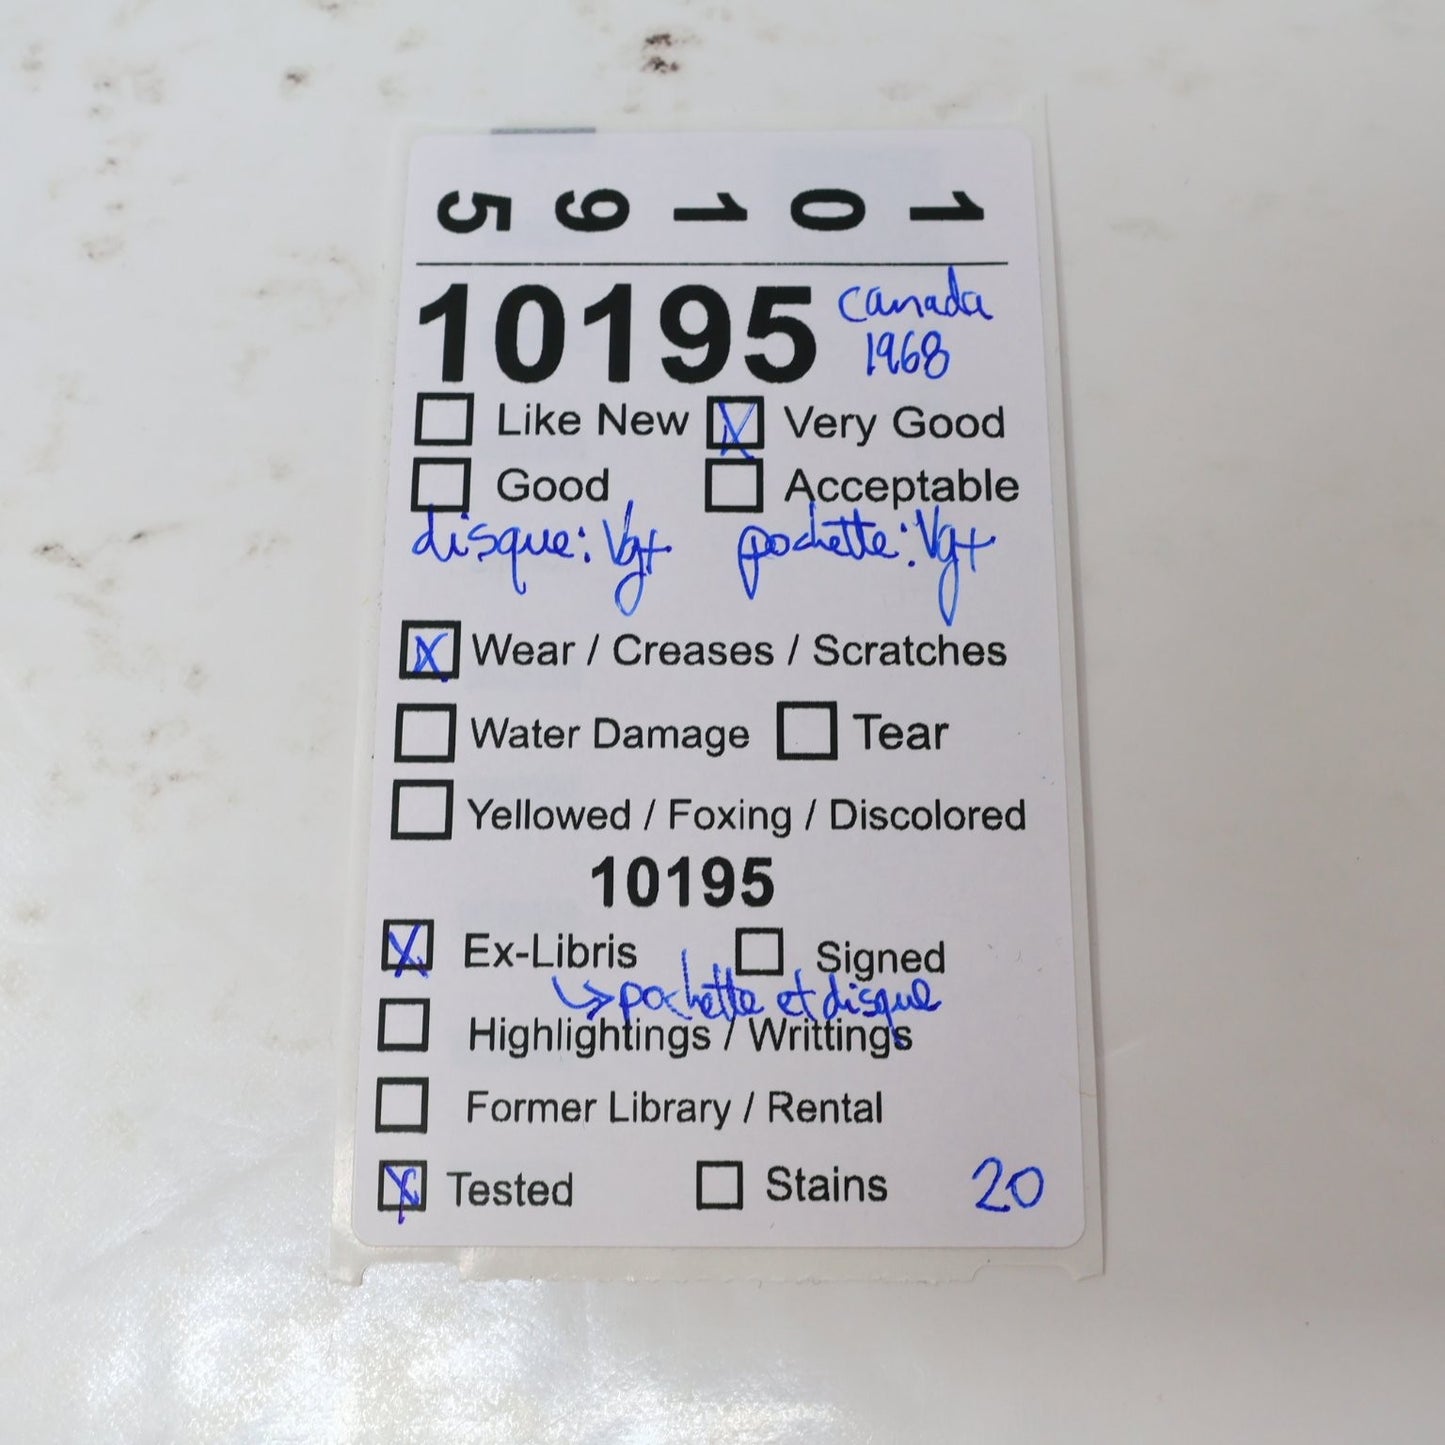 1 0 1 9 5
10195 canada
1968
Like New Very Good
Good Acceptable
disque: Vg+ pochette: Vg+
Wear / Creases / Scratches
Water Damage Tear
Yellowed / Foxing / Discolored
10195
Ex-Libris Signed
↳> pochette et disque
Highlightings / Writtings
Former Library / Rental
Tested Stains 20